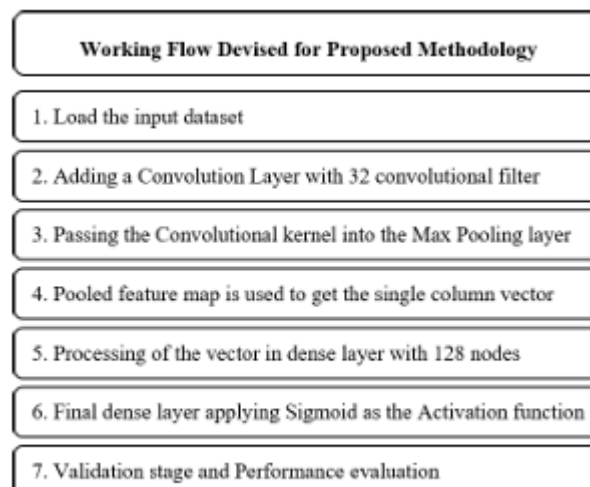 Working Flow Devised for Proposed Methodology
1. Load the input dataset
2. Adding a Convolution Layer with 32 convolutional filter
3. Passing the Convolutional kernel into the Max Pooling layer
4. Pooled feature map is used to get the single column vector
5. Processing of the vector in dense layer with 128 nodes
6. Final dense layer applying Sigmoid as the Activation function
7. Validation stage and Performance evaluation